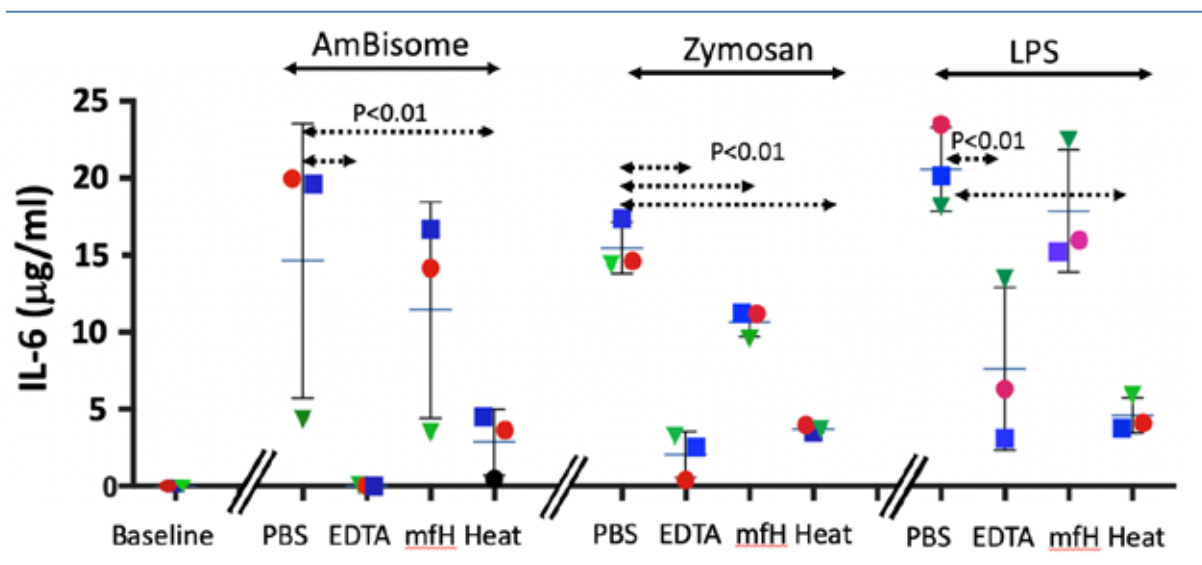 AmBisome
Zymosan
LPS
P<0.01
P<0.01
P<0.01
IL-6 (μg/ml)
25
20
15
10
5
0
Baseline
PBS EDTA mfH Heat
PBS EDTA mfH Heat
PBS EDTA mfH Heat